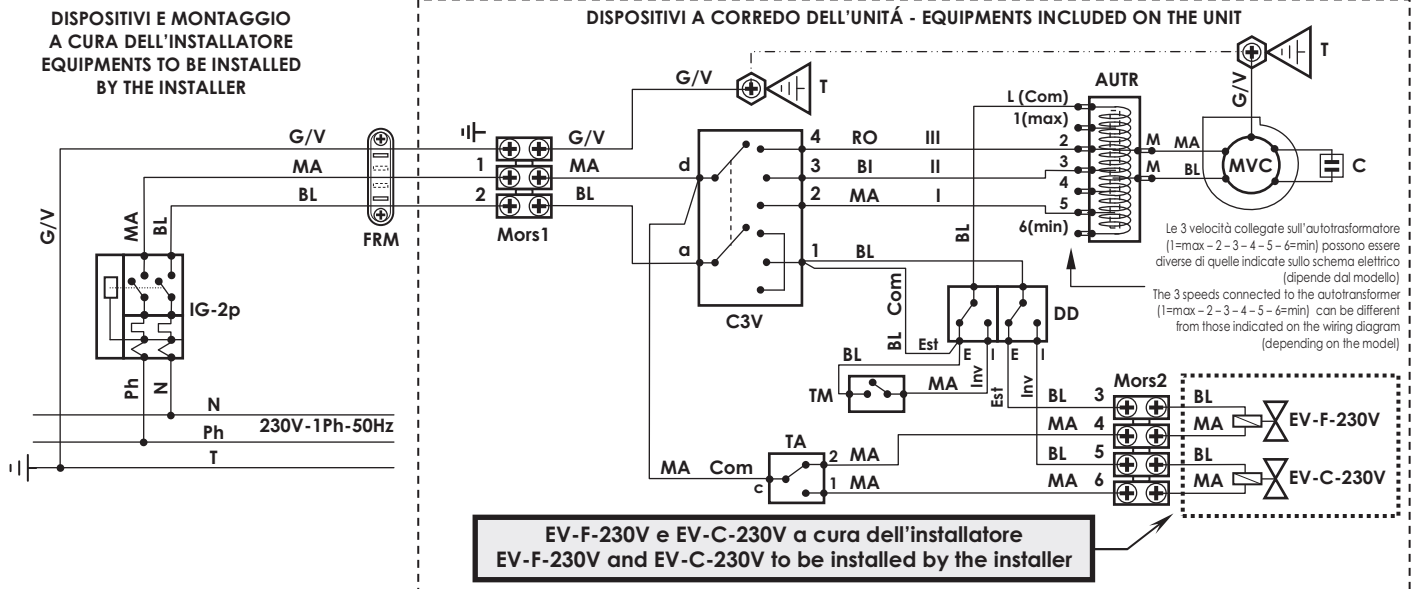 DISPOSITIVI E MONTAGGIO
A CURA DELL'INSTALLATORE
EQUIPMENTS TO BE INSTALLED
BY THE INSTALLER
DISPOSITIVI A CORREDO DELL'UNITÁ - EQUIPMENTS INCLUDED ON THE UNIT
G/V
MA
BL
FRM
G/V
MA
BL
IG-2p
Ph
N
N
230V-1Ph-50Hz
Ph
T
1
2
Mors1
G/V
MA
BL
G/V
T
T
G/V
d
a
C3V
4 RO III
3 BI II
2 MA I
1 BL
AUTR
L (Com)
1(max)
2
3
4
5
6(min)
M MA
M BL
MVC
C
Le 3 velocità collegate sull'autotrasformatore
(1=max – 2 – 3 – 4 – 5 – 6=min) possono essere
diverse di quelle indicate sullo schema elettrico
(dipende dal modello)
The 3 speeds connected to the autotransformer
(1=max – 2 – 3 – 4 – 5 – 6=min) can be different
from those indicated on the wiring diagram
(depending on the model)
BL
BL Com
Est
DD
E I E I
Inv
Est
Inv
BL
TM
MA
TA
MA Com
c
2 MA
1 MA
Mors2
BL 3
MA 4
BL 5
MA 6
BL
MA
BL
MA
EV-F-230V
EV-C-230V
EV-F-230V e EV-C-230V a cura dell'installatore
EV-F-230V and EV-C-230V to be installed by the installer